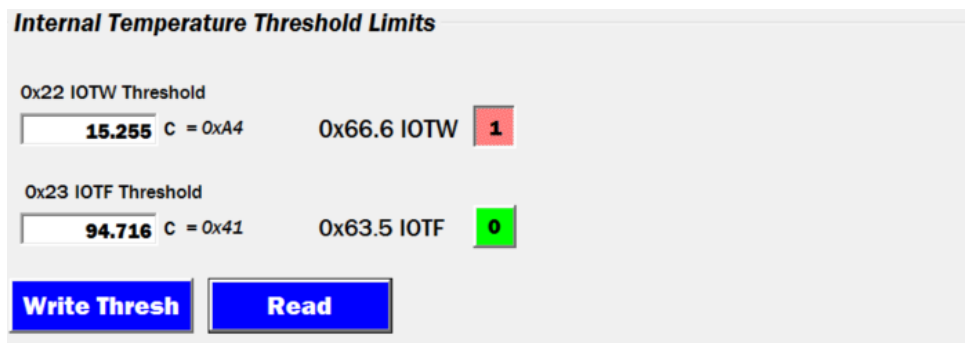 Internal Temperature Threshold Limits
0x22 IOTW Threshold
15.255 C = 0xA4 0x66.6 IOTW 1
0x23 IOTF Threshold
94.716 C = 0x41 0x63.5 IOTF 0
Write Thresh Read